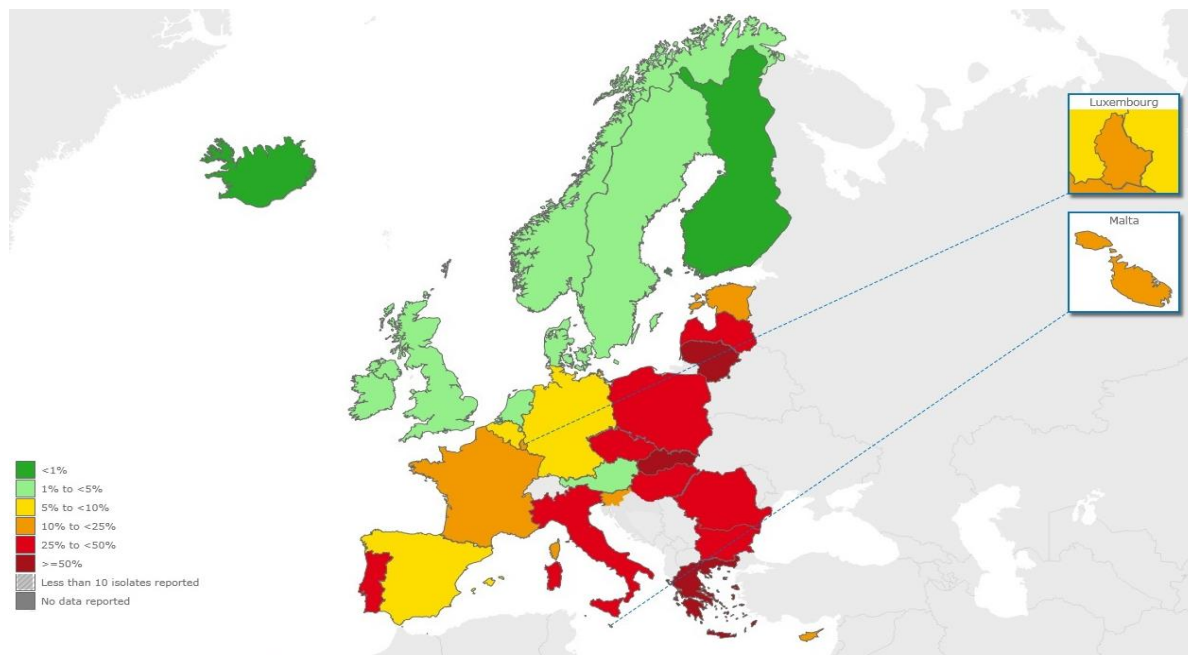 Luxembourg
Malta
<1%
1% to <5%
5% to <10%
10% to <25%
25% to <50%
>=50%
Less than 10 isolates reported
No data reported